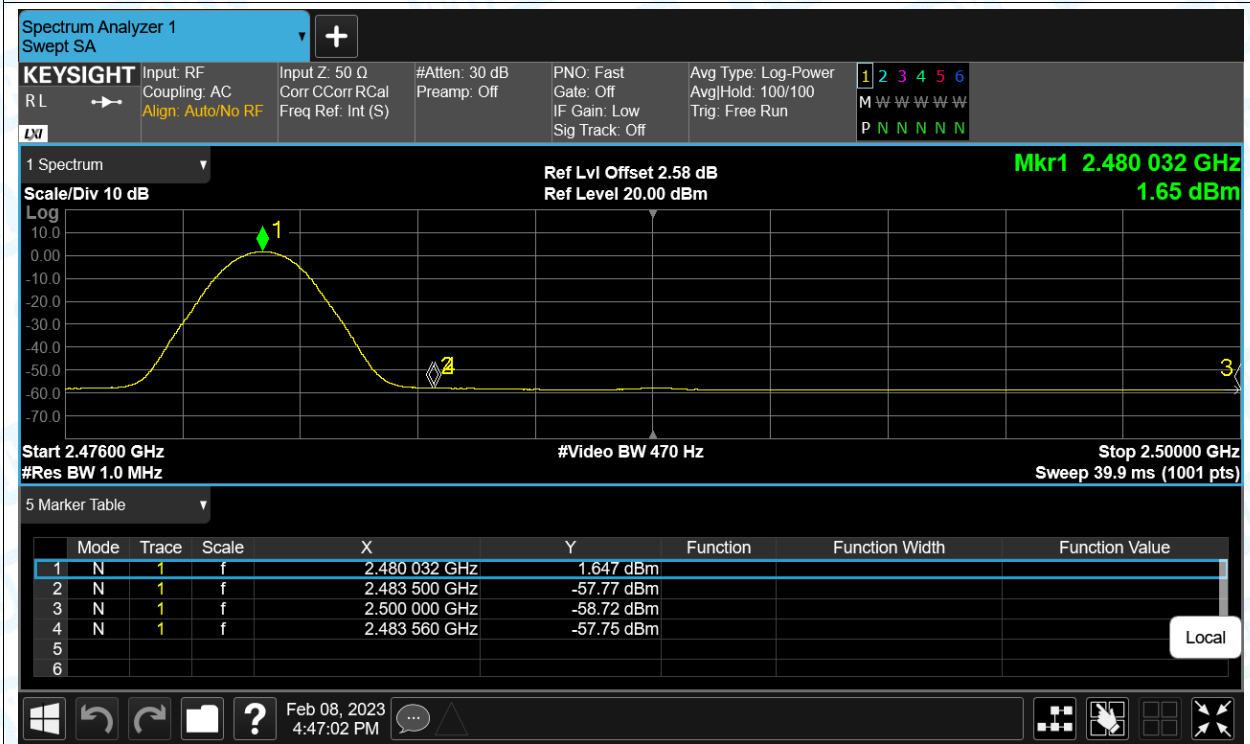 Spectrum Analyzer 1
Swept SA
KEYSIGHT
R L
LXI
Input: RF
Coupling: AC
Align: Auto/No RF
Input Z: 50 Ω
Corr CCorr RCal
Freq Ref: Int (S)
#Atten: 30 dB
Preamp: Off
PNO: Fast
Gate: Off
IF Gain: Low
Sig Track: Off
Avg Type: Log-Power
Avg|Hold: 100/100
Trig: Free Run
1 2 3 4 5 6
M W W W W W
P N N N N N
1 Spectrum
Scale/Div 10 dB
Ref Lvl Offset 2.58 dB
Ref Level 20.00 dBm
Mkr1 2.480 032 GHz
1.65 dBm
Log
10.0
0.00
-10.0
-20.0
-30.0
-40.0
-50.0
-60.0
-70.0
1
2
4
3
Start 2.47600 GHz
#Video BW 470 Hz
Stop 2.50000 GHz
#Res BW 1.0 MHz
Sweep 39.9 ms (1001 pts)
5 Marker Table
Mode Trace Scale X Y Function Function Width Function Value
1 N 1 f 2.480 032 GHz 1.647 dBm
2 N 1 f 2.483 500 GHz -57.77 dBm
3 N 1 f 2.500 000 GHz -58.72 dBm
4 N 1 f 2.483 560 GHz -57.75 dBm
5
6
Local
?
Feb 08, 2023
4:47:02 PM